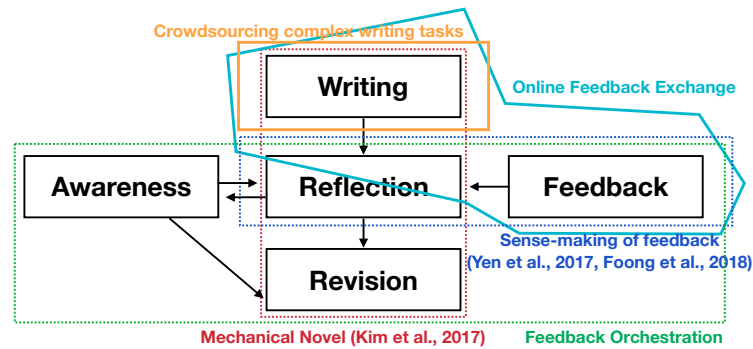 Crowdsourcing complex writing tasks
Writing
Online Feedback Exchange
Awareness
Reflection
Feedback
Sense-making of feedback
(Yen et al., 2017, Foong et al., 2018)
Revision
Mechanical Novel (Kim et al., 2017)
Feedback Orchestration